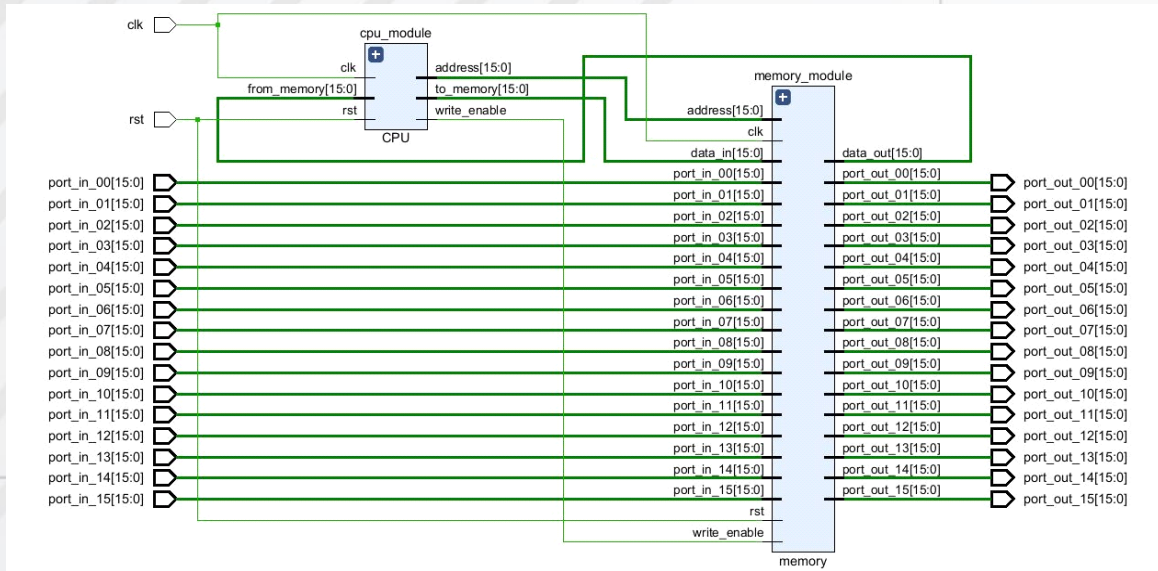 clk
cpu_module
clk
from_memory[15:0]
rst
address[15:0]
to_memory[15:0]
write_enable
CPU
rst
memory_module
address[15:0]
clk
data_in[15:0] data_out[15:0]
port_in_00[15:0] port_in_00[15:0] port_out_00[15:0] port_out_00[15:0]
port_in_01[15:0] port_in_01[15:0] port_out_01[15:0] port_out_01[15:0]
port_in_02[15:0] port_in_02[15:0] port_out_02[15:0] port_out_02[15:0]
port_in_03[15:0] port_in_03[15:0] port_out_03[15:0] port_out_03[15:0]
port_in_04[15:0] port_in_04[15:0] port_out_04[15:0] port_out_04[15:0]
port_in_05[15:0] port_in_05[15:0] port_out_05[15:0] port_out_05[15:0]
port_in_06[15:0] port_in_06[15:0] port_out_06[15:0] port_out_06[15:0]
port_in_07[15:0] port_in_07[15:0] port_out_07[15:0] port_out_07[15:0]
port_in_08[15:0] port_in_08[15:0] port_out_08[15:0] port_out_08[15:0]
port_in_09[15:0] port_in_09[15:0] port_out_09[15:0] port_out_09[15:0]
port_in_10[15:0] port_in_10[15:0] port_out_10[15:0] port_out_10[15:0]
port_in_11[15:0] port_in_11[15:0] port_out_11[15:0] port_out_11[15:0]
port_in_12[15:0] port_in_12[15:0] port_out_12[15:0] port_out_12[15:0]
port_in_13[15:0] port_in_13[15:0] port_out_13[15:0] port_out_13[15:0]
port_in_14[15:0] port_in_14[15:0] port_out_14[15:0] port_out_14[15:0]
port_in_15[15:0] port_in_15[15:0] port_out_15[15:0] port_out_15[15:0]
rst
write_enable
memory